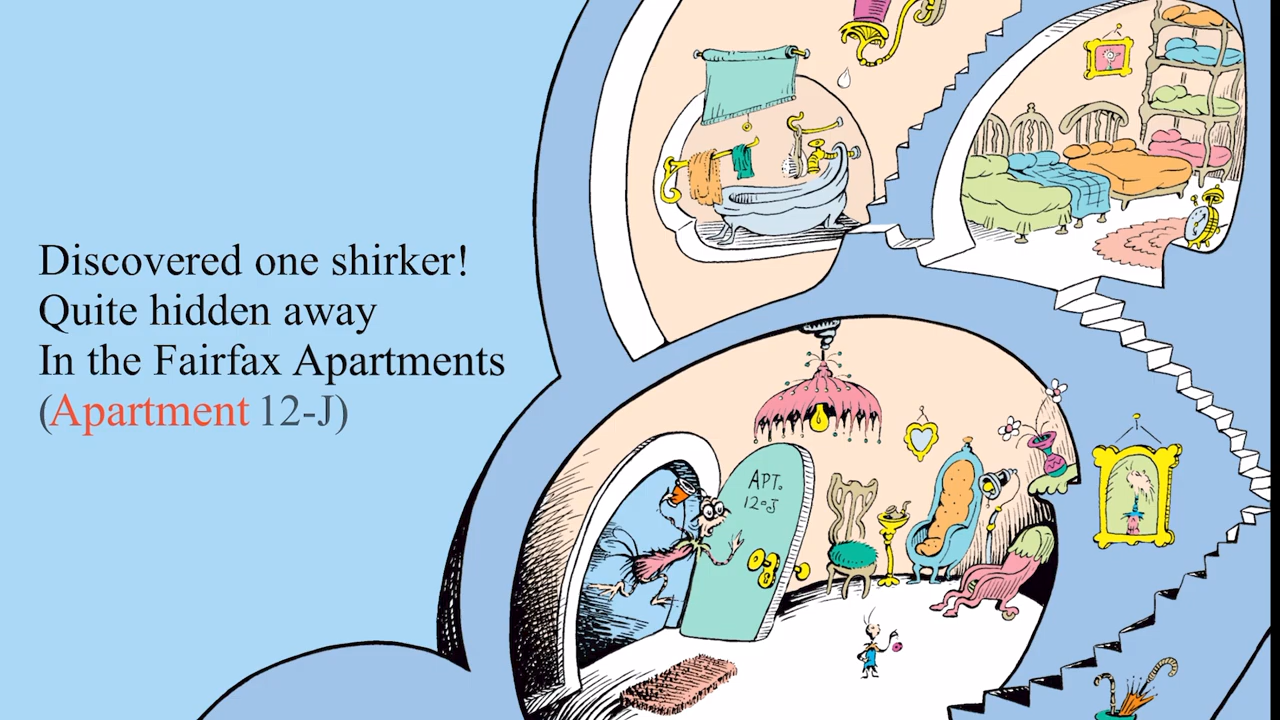 Discovered one shirker!
Quite hidden away
In the Fairfax Apartments
(Apartment 12-J)
APT.
12-J